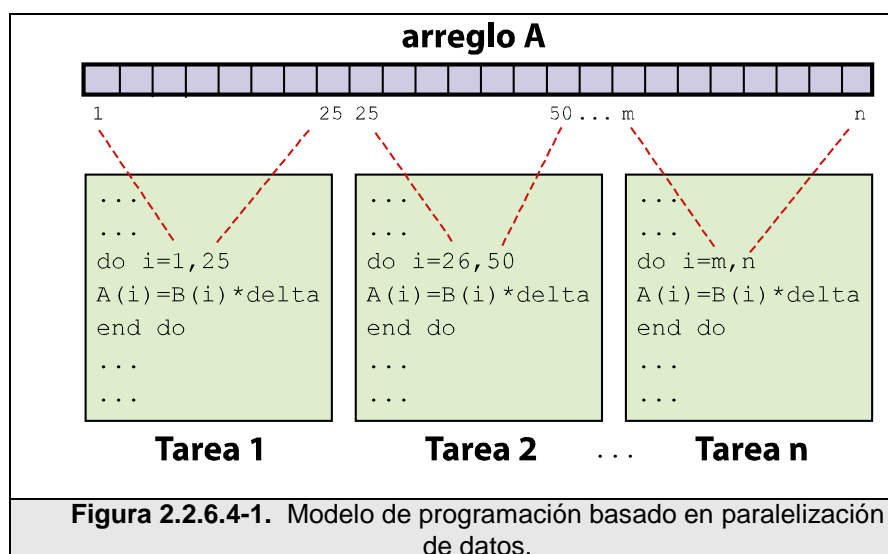 arreglo A
1 25 25 50... m n
...
...
do i=1,25
A(i)=B(i)*delta
end do
...
...
Tarea 1
...
...
do i=26,50
A(i)=B(i)*delta
end do
...
...
Tarea 2
...
...
...
do i=m,n
A(i)=B(i)*delta
end do
...
...
Tarea n
Figura 2.2.6.4-1. Modelo de programación basado en paralelización
de datos.